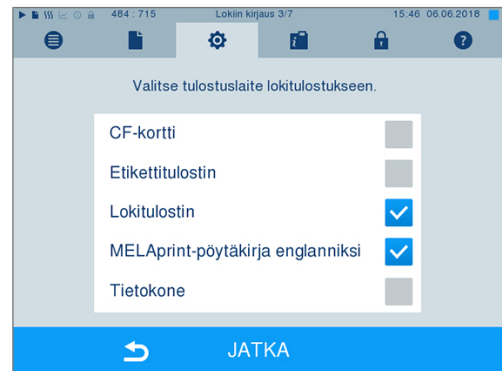 484 : 715 Lokiin kirjaus 3/7 15:46 06.06.2018
Valitse tulostuslaite lokitulostukseen.
CF-kortti
Etikettitulostin
Lokitulostin
MELAprint-pöytäkirja englanniksi
Tietokone
JATKA